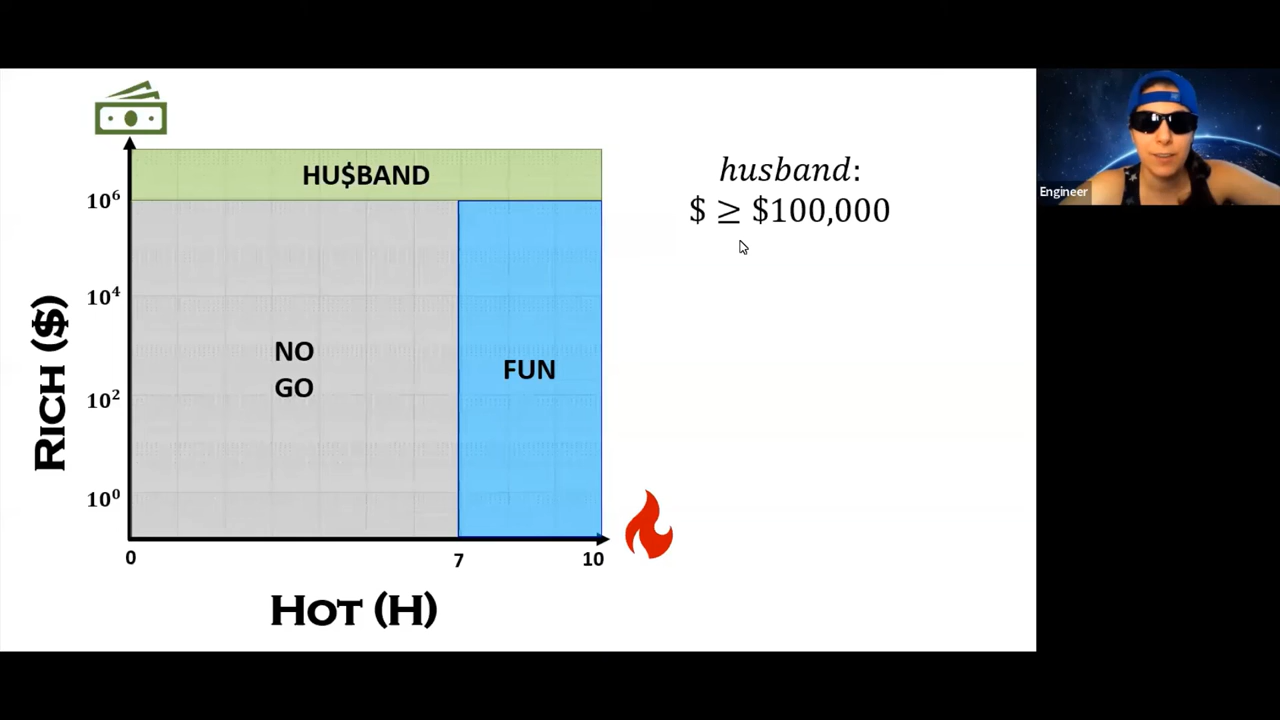 HU$BAND
10⁶
10⁴
10²
10⁰
NO
GO
FUN
0
7
10
RICH ($)
HOT (H)
husband:
$ ≥ $100,000
Engineer